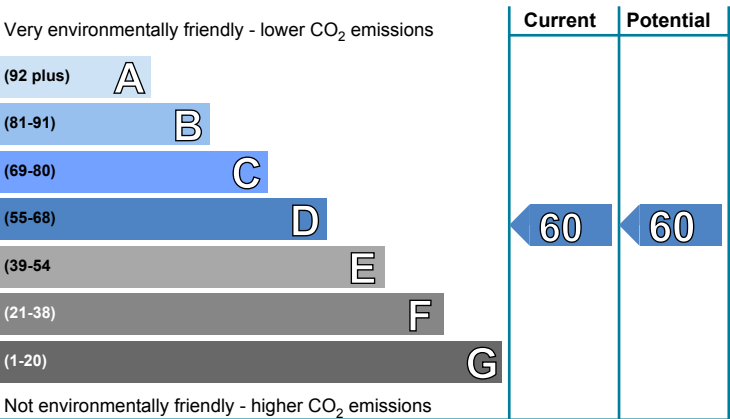 Very environmentally friendly - lower CO₂ emissions
Current
Potential
(92 plus) A
(81-91) B
(69-80) C
(55-68) D
60
60
(39-54 E
(21-38) F
(1-20) G
Not environmentally friendly - higher CO₂ emissions